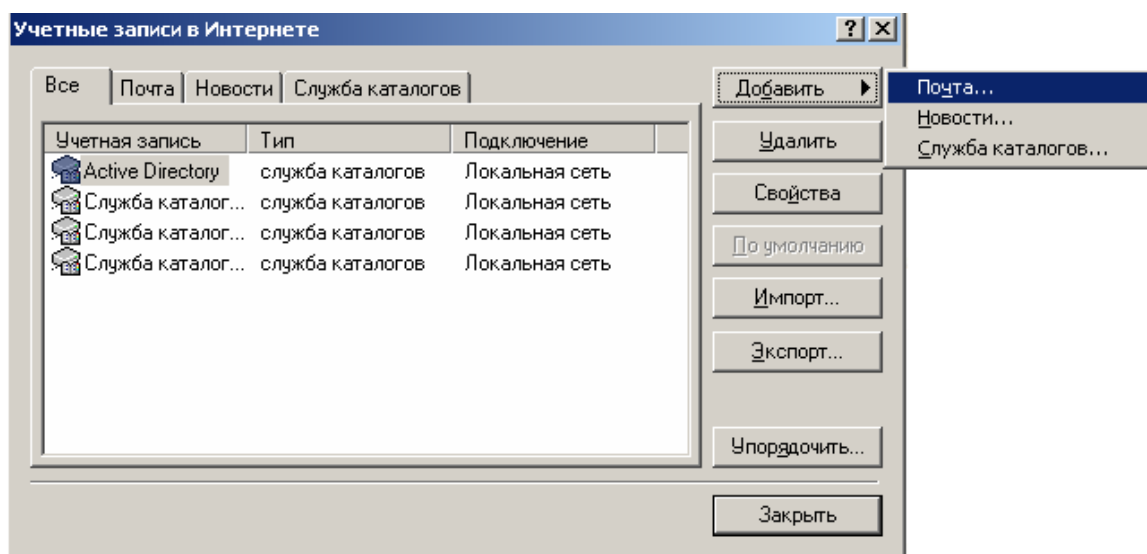 Учетные записи в Интернете
Все Почта Новости Служба каталогов
Добавить
Почта...
Новости...
Служба каталогов...
Учетная запись Тип Подключение
Active Directory служба каталогов Локальная сеть
Служба каталог... служба каталогов Локальная сеть
Служба каталог... служба каталогов Локальная сеть
Служба каталог... служба каталогов Локальная сеть
Удалить
Свойства
По умолчанию
Импорт...
Экспорт...
Упорядочить...
Закрыть